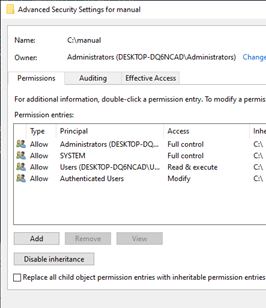 Advanced Security Settings for manual
Name: C:\manual
Owner: Administrators (DESKTOP-DQ6NCAD\Administrators) Change
Permissions Auditing Effective Access
For additional information, double-click a permission entry. To modify a permis
Permission entries:
Type Principal Access Inhe
Allow Administrators (DESKTOP-DQ... Full control C:\
Allow SYSTEM Full control C:\
Allow Users (DESKTOP-DQ6NCAD\U... Read & execute C:\
Allow Authenticated Users Modify C:\
Add Remove View
Disable inheritance
Replace all child object permission entries with inheritable permission entries